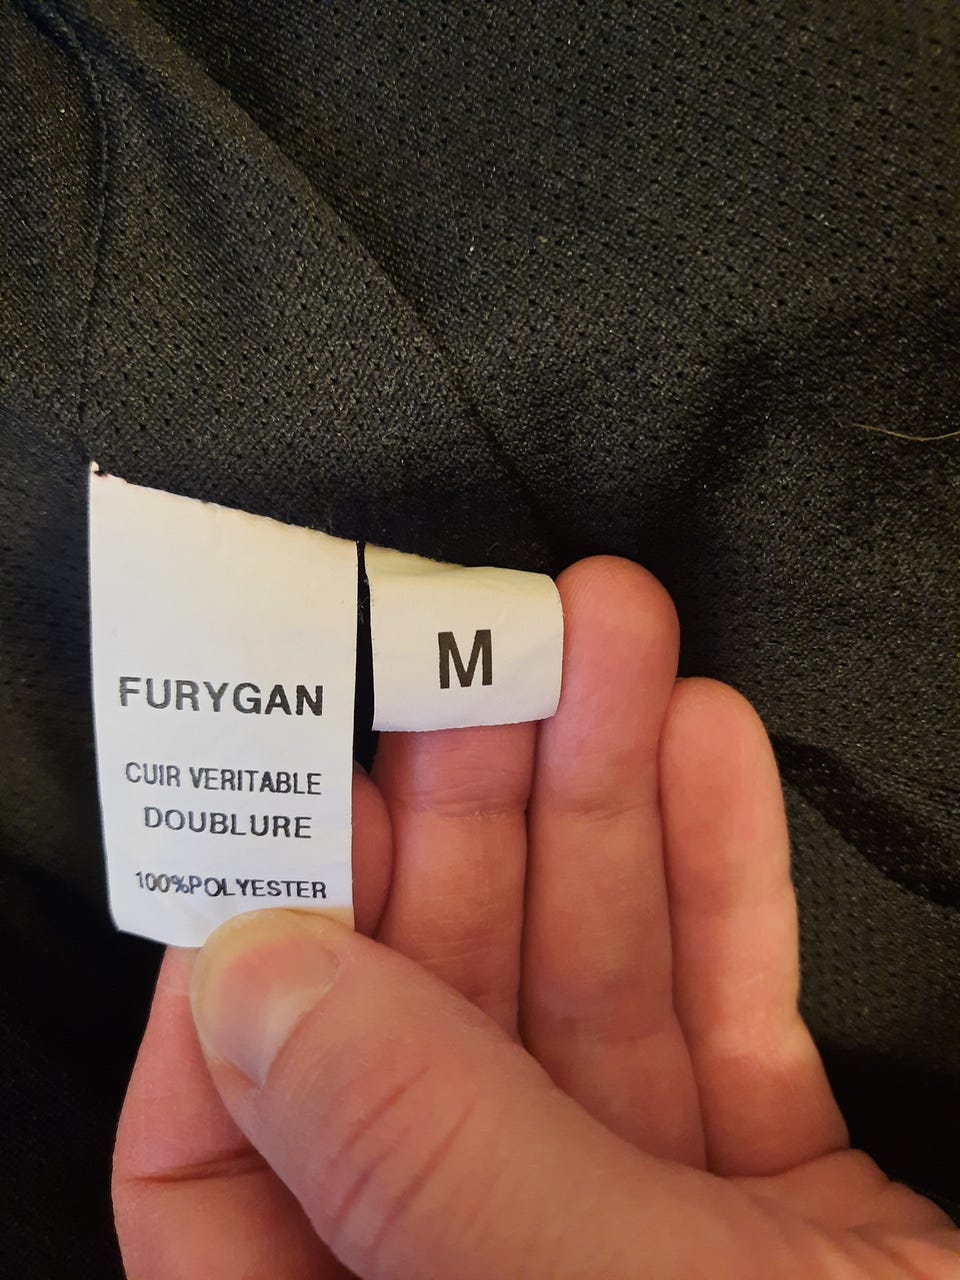 FURYGAN
CUIR VERITABLE
DOUBLURE
100%POLYESTER
M